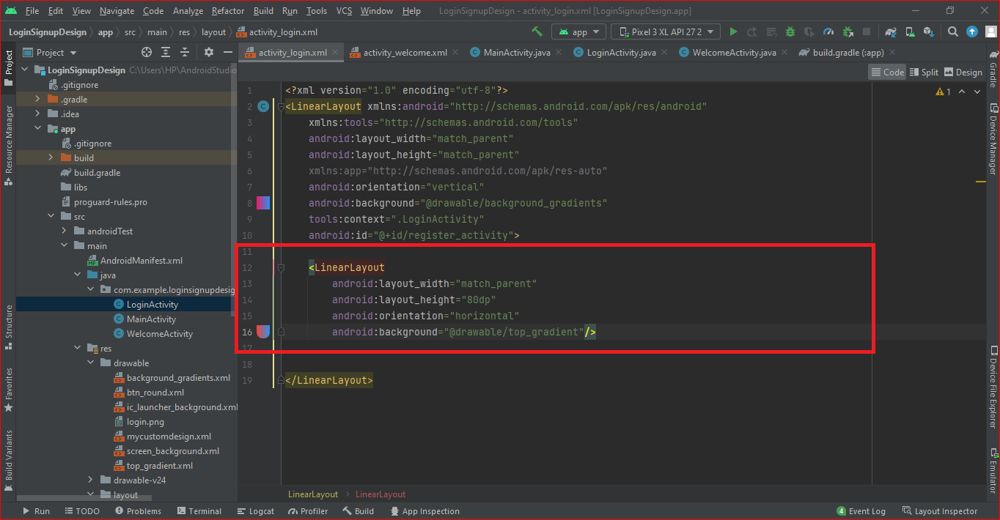 File Edit View Navigate Code Analyze Refactor Build Run Tools VCS Window Help LoginSignupDesign - activity_login.xml [LoginSignupDesign.app]
LoginSignupDesign app src main res layout activity_login.xml app Pixel 3 XL API 27 2
Project
activity_login.xml activity_welcome.xml MainActivity.java LoginActivity.java WelcomeActivity.java build.gradle (:app)
Code Split Design
Project
Resource Manager
Structure
Favorites
Build Variants
LoginSignupDesign C:\Users\HP\AndroidStudio
.gitignore
.gradle
.idea
app
.gitignore
build
build.gradle
libs
proguard-rules.pro
src
androidTest
main
AndroidManifest.xml
java
com.example.loginsignupdesig
LoginActivity
MainActivity
WelcomeActivity
res
drawable
background_gradients.xml
btn_round.xml
ic_launcher_background.xml
login.png
mycustomdesign.xml
screen_background.xml
top_gradient.xml
drawable-v24
layout
1 <?xml version="1.0" encoding="utf-8"?>
2 <LinearLayout xmlns:android="http://schemas.android.com/apk/res/android"
3 xmlns:tools="http://schemas.android.com/tools"
4 android:layout_width="match_parent"
5 android:layout_height="match_parent"
6 xmlns:app="http://schemas.android.com/apk/res-auto"
7 android:orientation="vertical"
8 android:background="@drawable/background_gradients"
9 tools:context=".LoginActivity"
10 android:id="@+id/register_activity">
11
12 <LinearLayout
13 android:layout_width="match_parent"
14 android:layout_height="80dp"
15 android:orientation="horizontal"
16 android:background="@drawable/top_gradient"/>
17
18
19 </LinearLayout>
1
Gradle
Device Manager
Device File Explorer
Emulator
LinearLayout LinearLayout
Run TODO Problems Terminal Logcat Profiler Build App Inspection 4 Event Log Layout Inspector